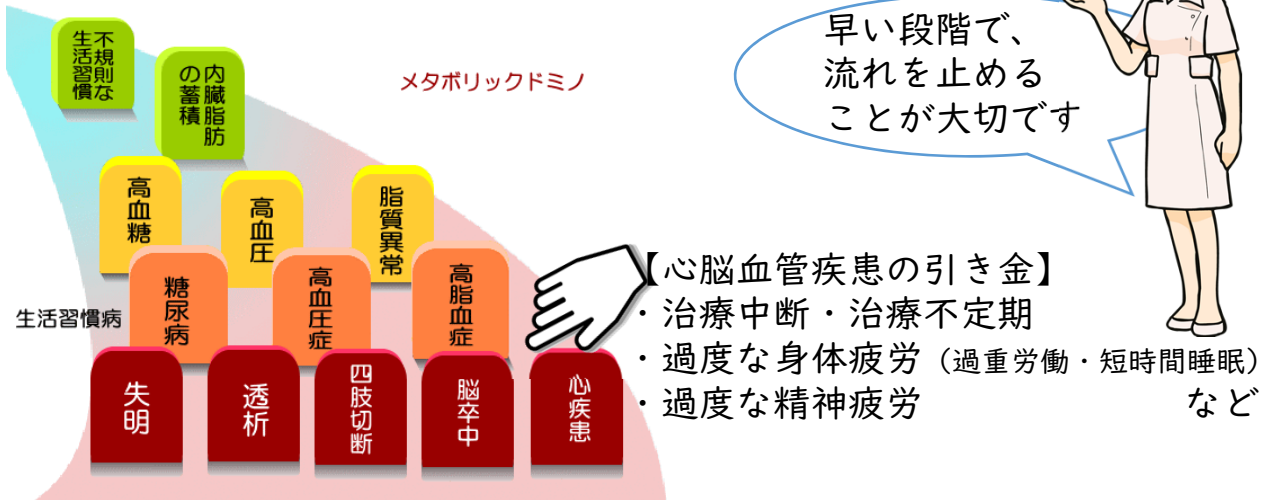 不規則な
生活習慣
内臓脂肪
の蓄積
メタボリックドミノ
早い段階で、
流れを止める
ことが大切です
高血糖
高血圧
脂質異常
生活習慣病
糖尿病
高血圧症
高脂血症
失明
透析
四肢切断
脳卒中
心疾患
【心脳血管疾患の引き金】
・治療中断・治療不定期
・過度な身体疲労（過重労働・短時間睡眠）
・過度な精神疲労 など